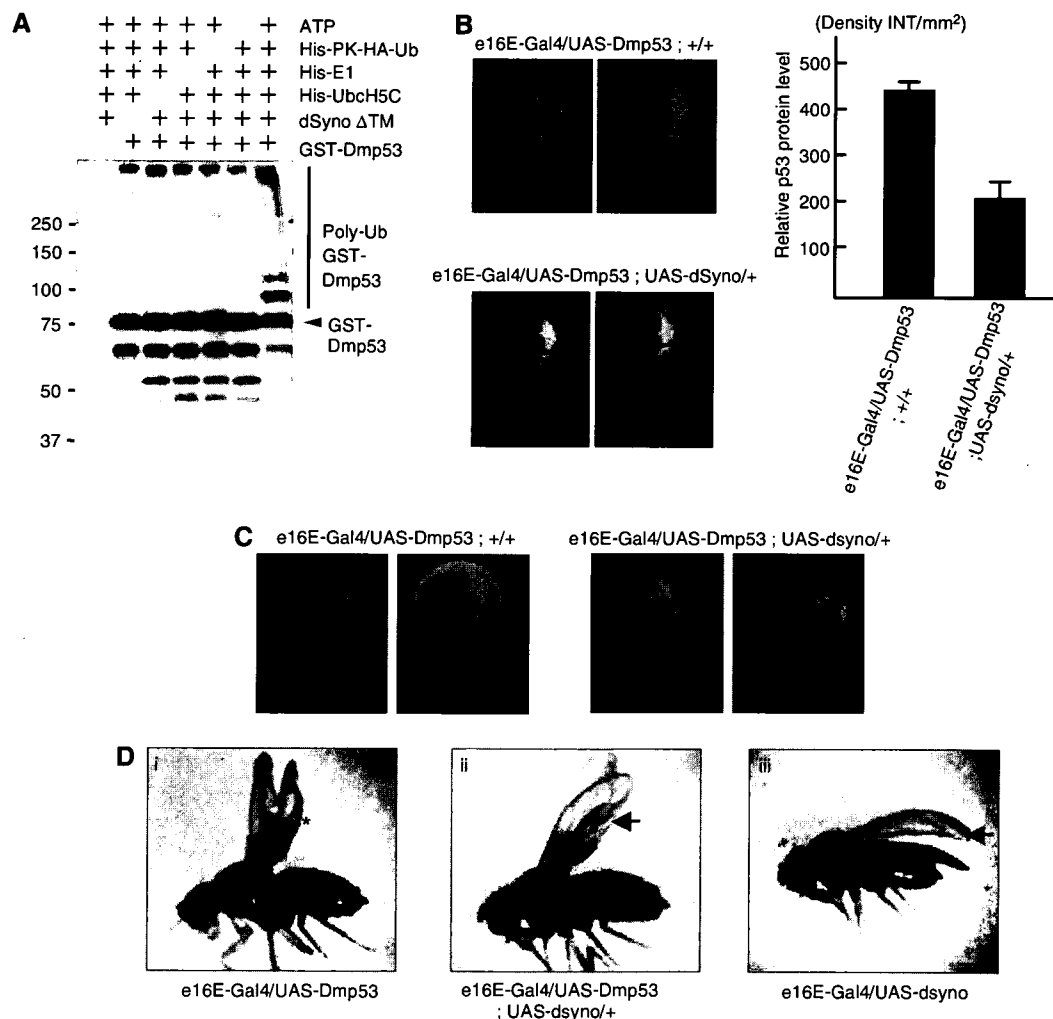 A
+ + + + + + ATP
+ + + + + + His-PK-HA-Ub
+ + + + + + His-E1
+ + + + + + His-UbcH5C
+ + + + + + dSyno ΔTM
+ + + + + + GST-Dmp53
250 -
150 -
100 -
75 -
50 -
37 -
Poly-Ub
GST-
Dmp53
GST-
Dmp53
B
e16E-Gal4/UAS-Dmp53 ; +/+
e16E-Gal4/UAS-Dmp53 ; UAS-dSyno/+
(Density INT/mm²)
Relative p53 protein level
500
400
300
200
100
e16E-Gal4/UAS-Dmp53
; +/+
e16E-Gal4/UAS-Dmp53
;UAS-dsyno/+
C
e16E-Gal4/UAS-Dmp53 ; +/+
e16E-Gal4/UAS-Dmp53 ; UAS-dsyno/+
D
i
*
ii
iii
e16E-Gal4/UAS-Dmp53
e16E-Gal4/UAS-Dmp53
; UAS-dsyno/+
e16E-Gal4/UAS-dsyno